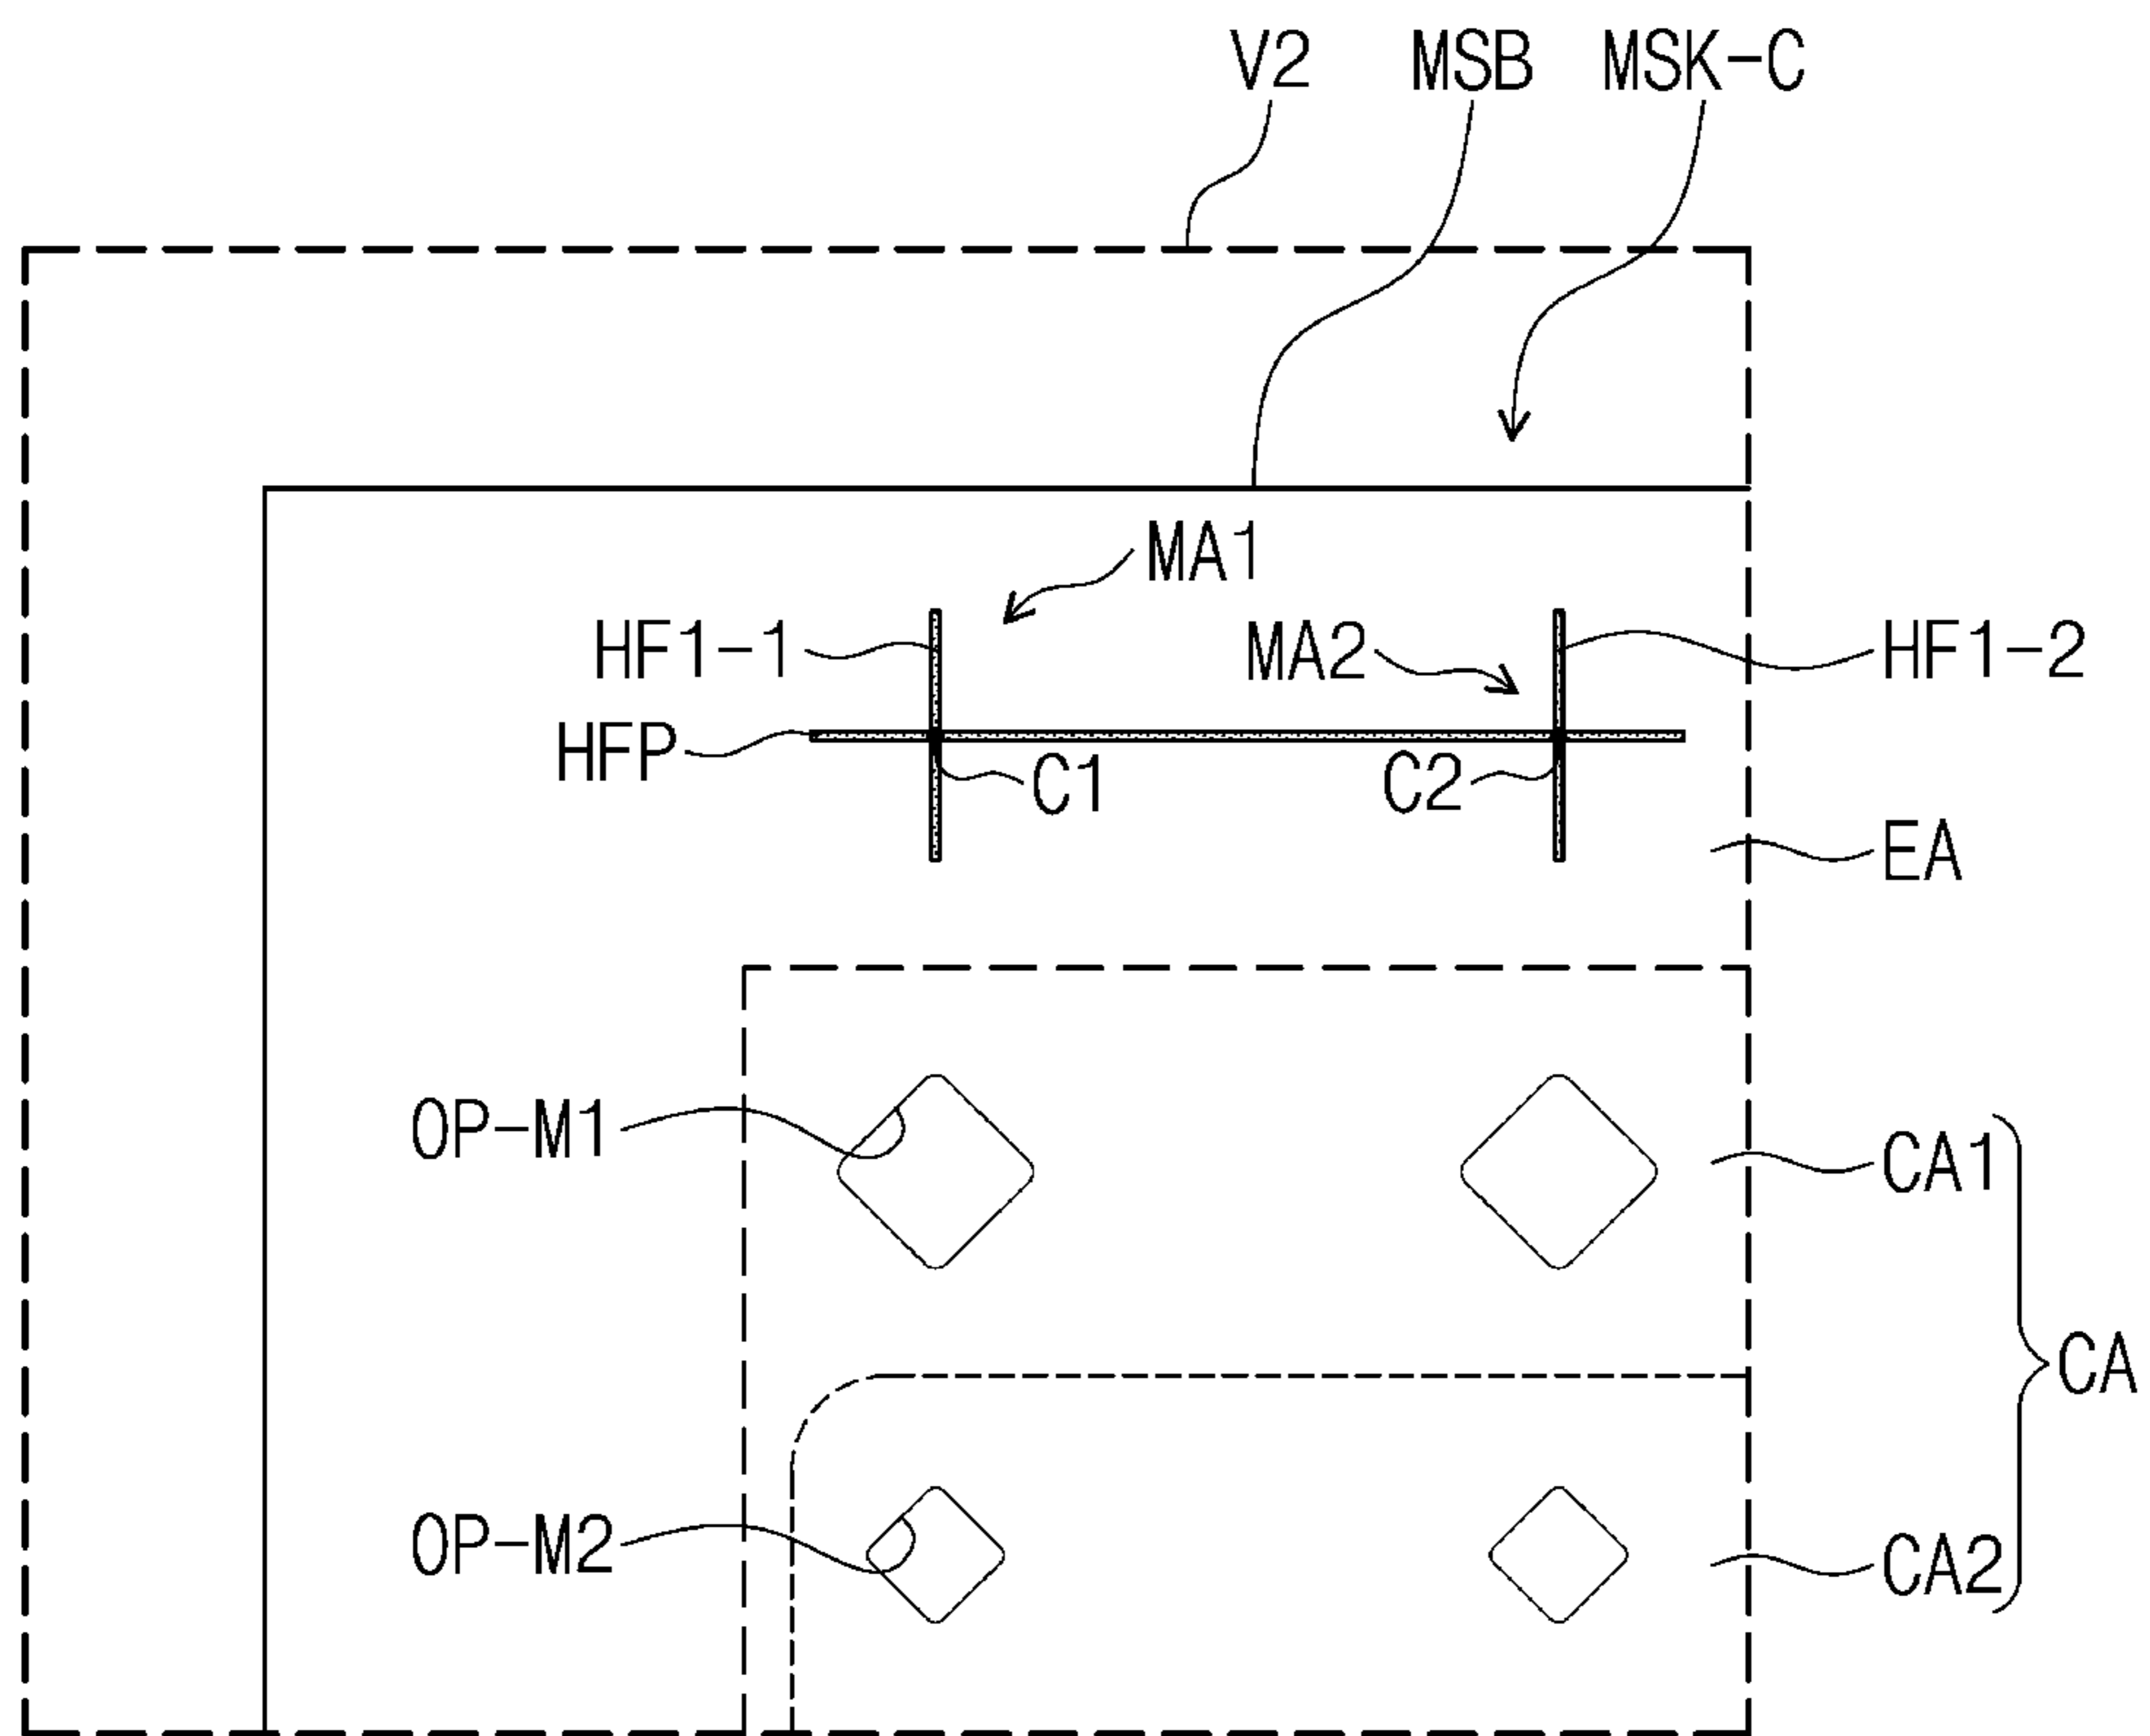 V2 MSB MSK-C
MA1
HF1-1 MA2 HF1-2
HFP C1 C2
EA
OP-M1 CA1
CA
OP-M2 CA2